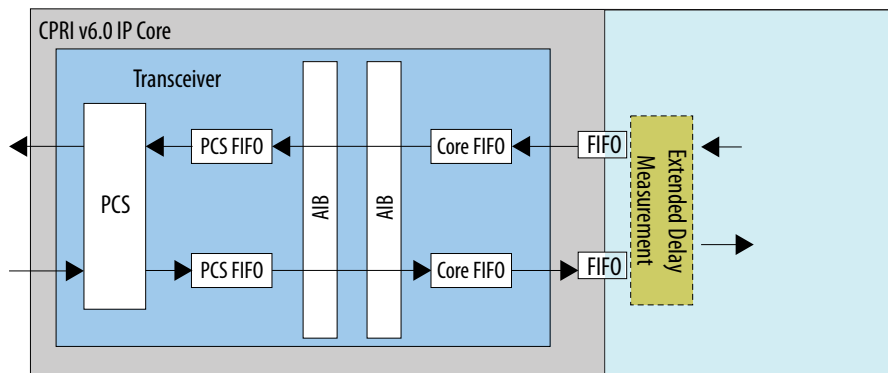 CPRI v6.0 IP Core
Transceiver
PCS FIFO
Core FIFO
FIFO
PCS
AIB
AIB
Extended Delay
Measurement
PCS FIFO
Core FIFO
FIFO